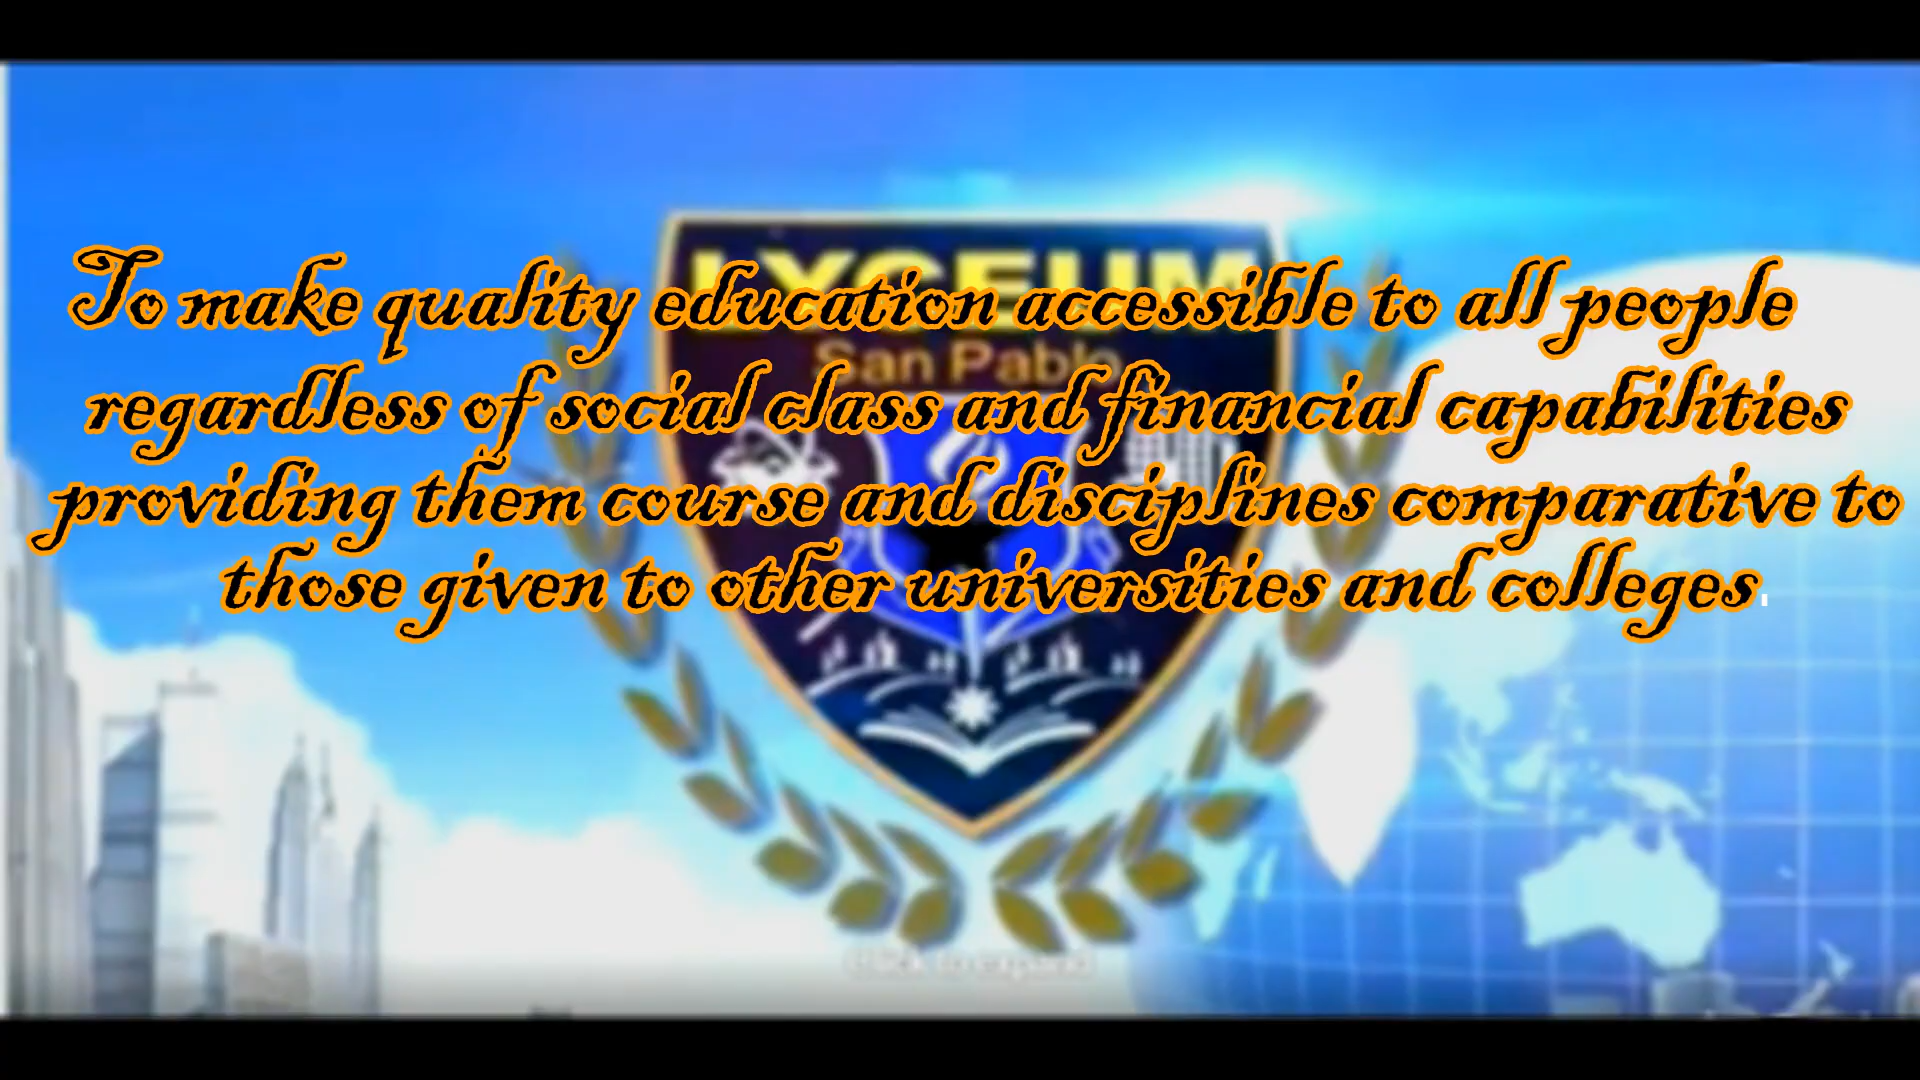 LYCEUM
San Pablo
To make quality education accessible to all people
regardless of social class and financial capabilities
providing them course and disciplines comparative to
those given to other universities and colleges.